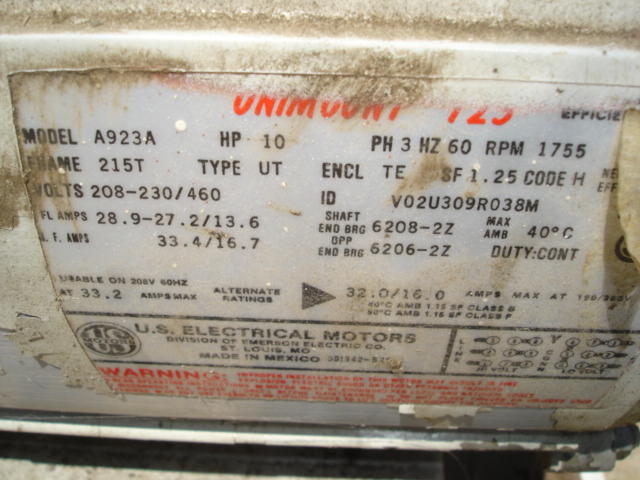 UNIMOUNT 125 EFFICIE
MODEL A923A HP 10 PH 3 HZ 60 RPM 1755
FRAME 215T TYPE UT ENCL TE SF 1.25 CODE H
VOLTS 208-230/460 ID V02U309R038M
FL AMPS 28.9-27.2/13.6 SHAFT END BRG 6208-2Z MAX AMB 40°C
S.F. AMPS 33.4/16.7 OPP END BRG 6206-2Z DUTY:CONT
USABLE ON 208V 60HZ
AT 33.2 AMPS MAX ALTERNATE RATINGS 32.0/16.0 AMPS MAX AT 190/380V
40°C AMB 1.15 SF CLASS B
50°C AMB 1.15 SF CLASS F
U.S. ELECTRICAL MOTORS
DIVISION OF EMERSON ELECTRIC CO.
ST. LOUIS, MO
MADE IN MEXICO
WARNING: